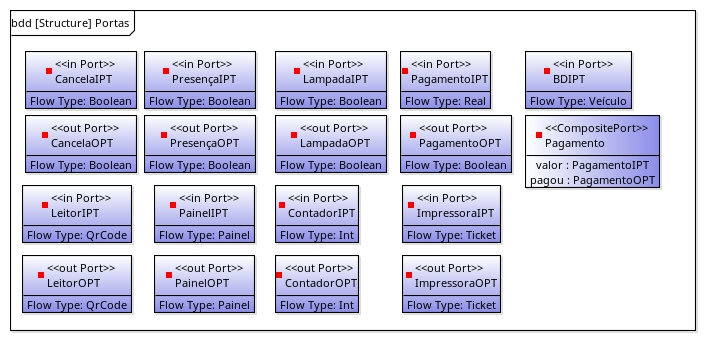 bdd [Structure] Portas
<<in Port>>
CancelaIPT
Flow Type: Boolean
<<in Port>>
PresençaIPT
Flow Type: Boolean
<<in Port>>
LampadaIPT
Flow Type: Boolean
<<in Port>>
PagamentoIPT
Flow Type: Real
<<in Port>>
BDIPT
Flow Type: Veículo
<<out Port>>
CancelaOPT
Flow Type: Boolean
<<out Port>>
PresençaOPT
Flow Type: Boolean
<<out Port>>
LampadaOPT
Flow Type: Boolean
<<out Port>>
PagamentoOPT
Flow Type: Boolean
<<CompositePort>>
Pagamento
valor : PagamentoIPT
pagou : PagamentoOPT
<<in Port>>
LeitorIPT
Flow Type: QrCode
<<in Port>>
PainelIPT
Flow Type: Painel
<<in Port>>
ContadorIPT
Flow Type: Int
<<in Port>>
ImpressoraIPT
Flow Type: Ticket
<<out Port>>
LeitorOPT
Flow Type: QrCode
<<out Port>>
PainelOPT
Flow Type: Painel
<<out Port>>
ContadorOPT
Flow Type: Int
<<out Port>>
ImpressoraOPT
Flow Type: Ticket